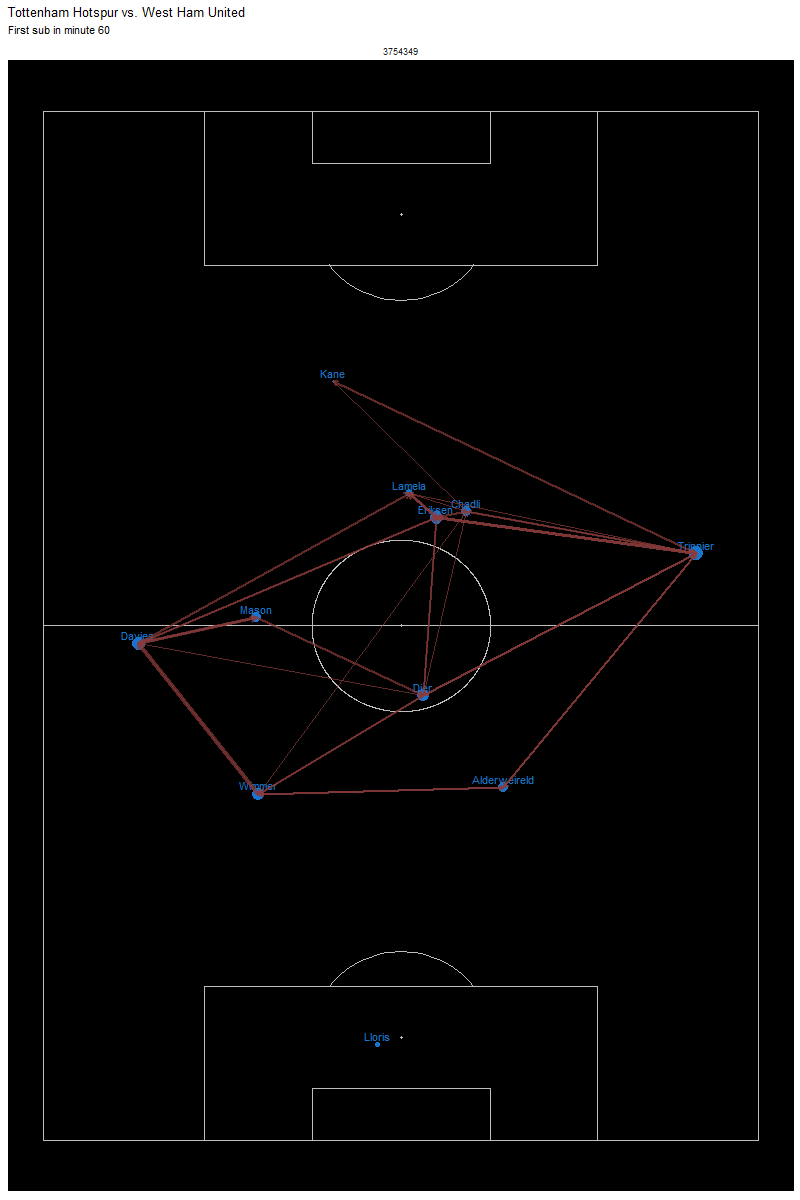 Tottenham Hotspur vs. West Ham United
First sub in minute 60
3754349
Kane
Lamela
Chadli
Eriksen
Trippier
Mason
Davies
Dier
Alderweireld
Wimmer
Lloris